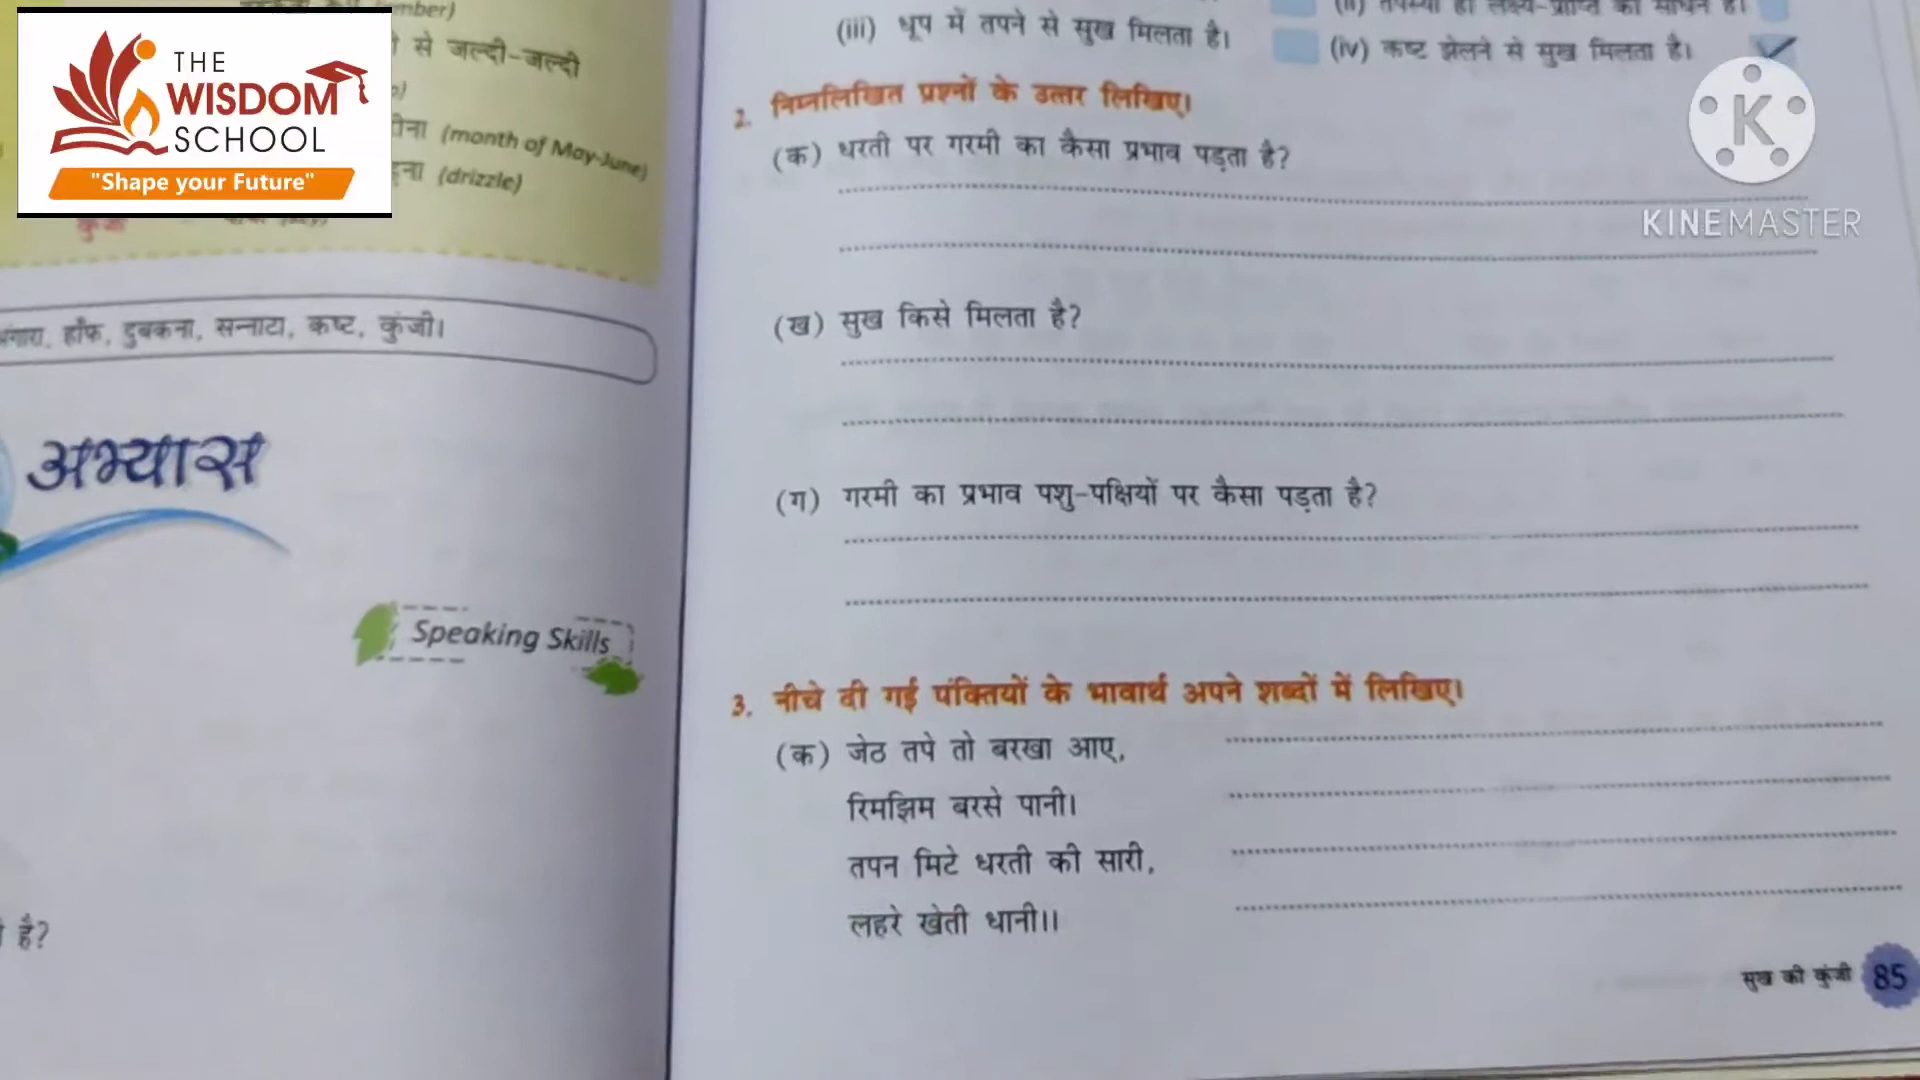 THE
WISDOM
SCHOOL
"Shape your Future"
से जल्दी-जल्दी
(month of May-June)
(drizzle)
हाँफ, दुबकना, सन्नाटा, कष्ट, कुंजी।
अभ्यास
Speaking Skills
है?
(iii) धूप में तपने से सुख मिलता है।
(iv) कष्ट झेलने से सुख मिलता है।
K
KINEMASTER
2. निम्नलिखित प्रश्नों के उत्तर लिखिए।
(क) धरती पर गरमी का कैसा प्रभाव पड़ता है?
(ख) सुख किसे मिलता है?
(ग) गरमी का प्रभाव पशु-पक्षियों पर कैसा पड़ता है?
3. नीचे दी गई पंक्तियों के भावार्थ अपने शब्दों में लिखिए।
(क) जेठ तपे तो बरखा आए,
रिमझिम बरसे पानी।
तपन मिटे धरती की सारी,
लहरे खेती धानी।।
सुख की कुंजी 85